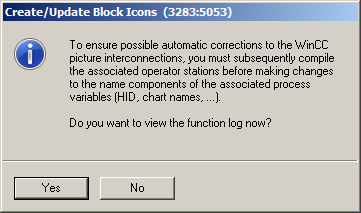 Create/Update Block Icons (3283:5053)
To ensure possible automatic corrections to the WinCC
picture interconnections, you must subsequently compile
the associated operator stations before making changes
to the name components of the associated process
variables (HID, chart names, ...).
Do you want to view the function log now?
Yes No